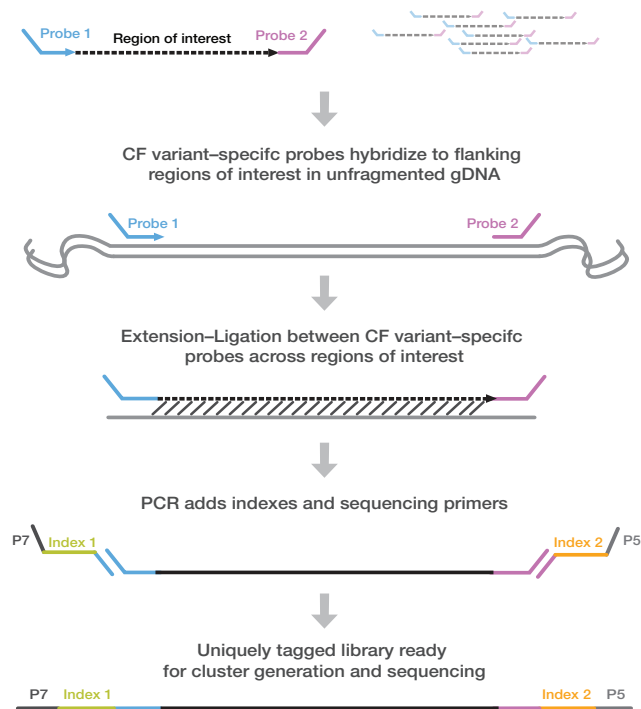 Probe 1 Region of interest Probe 2
CF variant–specifc probes hybridize to flanking
regions of interest in unfragmented gDNA
Probe 1 Probe 2
Extension–Ligation between CF variant–specifc
probes across regions of interest
PCR adds indexes and sequencing primers
P7 Index 1 Index 2 P5
Uniquely tagged library ready
for cluster generation and sequencing
P7 Index 1 Index 2 P5